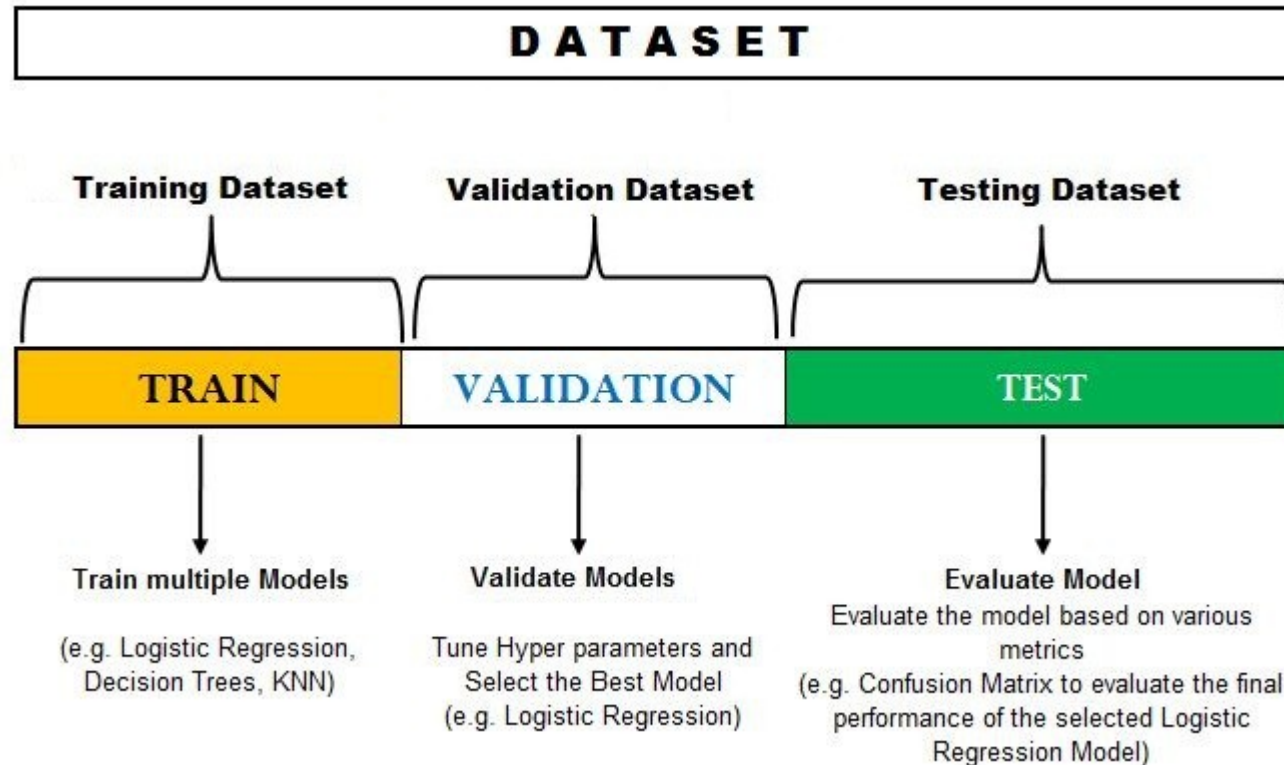 DATASET
Training Dataset
Validation Dataset
Testing Dataset
TRAIN
VALIDATION
TEST
Train multiple Models
(e.g. Logistic Regression,
Decision Trees, KNN)
Validate Models
Tune Hyper parameters and
Select the Best Model
(e.g. Logistic Regression)
Evaluate Model
Evaluate the model based on various
metrics
(e.g. Confusion Matrix to evaluate the final
performance of the selected Logistic
Regression Model)